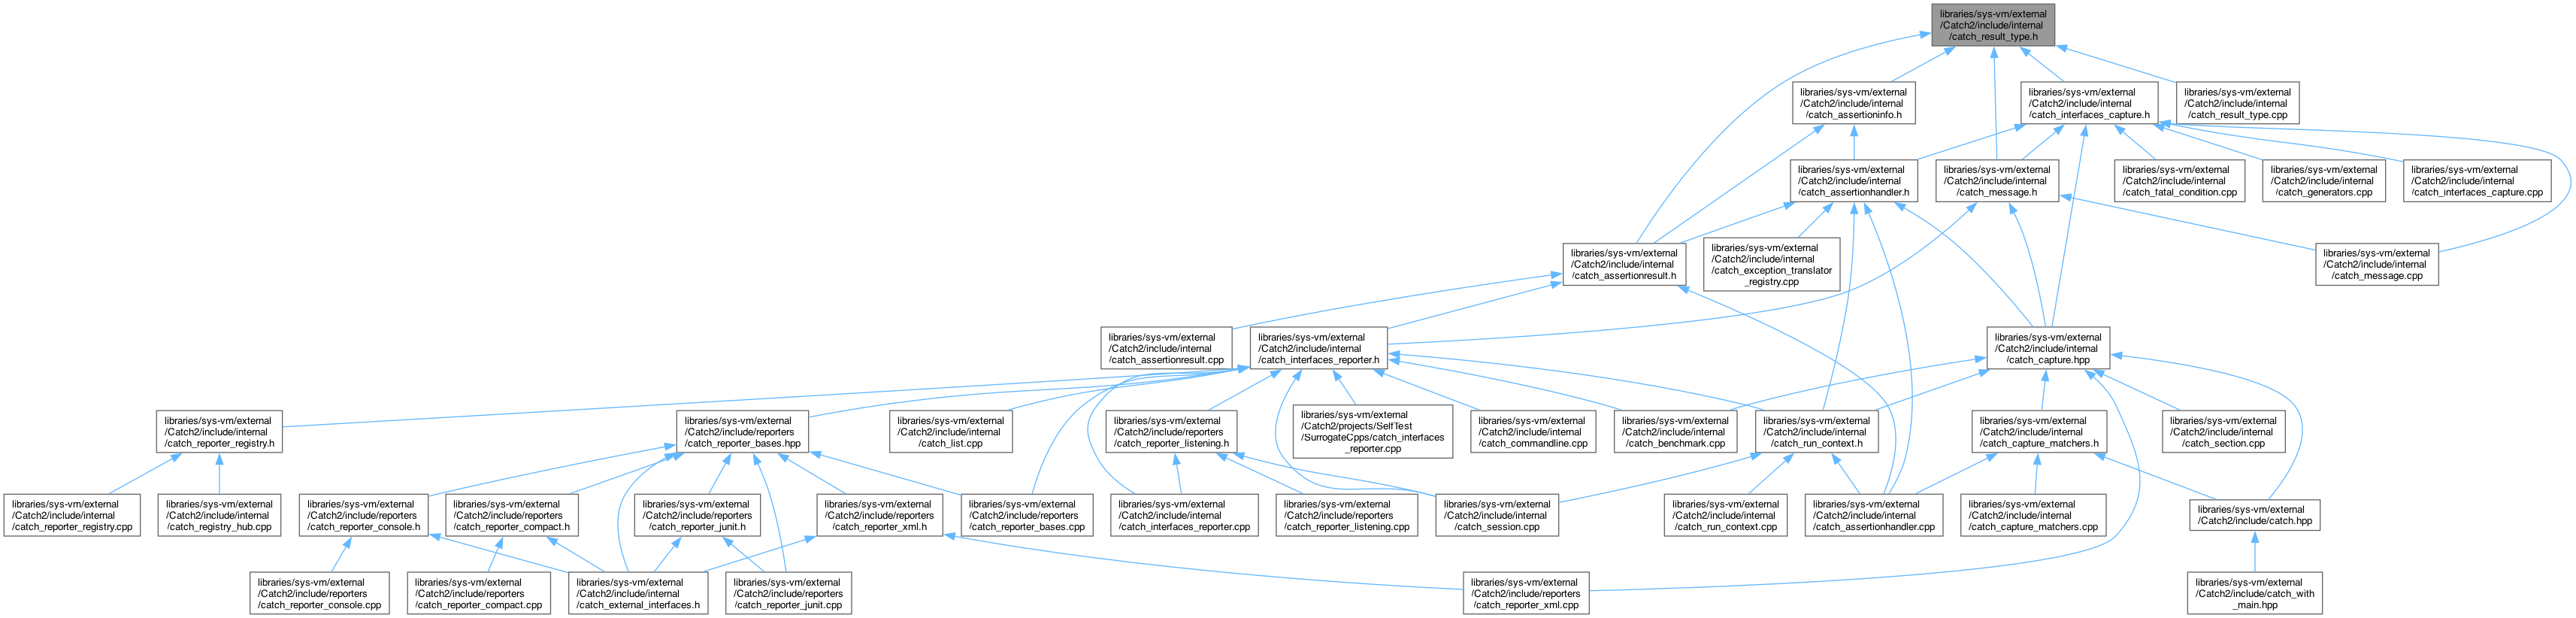 libraries/sys-vm/external
/Catch2/include/internal
/catch_result_type.h
libraries/sys-vm/external
/Catch2/include/internal
/catch_assertioninfo.h
libraries/sys-vm/external
/Catch2/include/internal
/catch_interfaces_capture.h
libraries/sys-vm/external
/Catch2/include/internal
/catch_result_type.cpp
libraries/sys-vm/external
/Catch2/include/internal
/catch_assertionhandler.h
libraries/sys-vm/external
/Catch2/include/internal
/catch_message.h
libraries/sys-vm/external
/Catch2/include/internal
/catch_fatal_condition.cpp
libraries/sys-vm/external
/Catch2/include/internal
/catch_generators.cpp
libraries/sys-vm/external
/Catch2/include/internal
/catch_interfaces_capture.cpp
libraries/sys-vm/external
/Catch2/include/internal
/catch_assertionresult.h
libraries/sys-vm/external
/Catch2/include/internal
/catch_exception_translator
_registry.cpp
libraries/sys-vm/external
/Catch2/include/internal
/catch_message.cpp
libraries/sys-vm/external
/Catch2/include/internal
/catch_assertionresult.cpp
libraries/sys-vm/external
/Catch2/include/internal
/catch_interfaces_reporter.h
libraries/sys-vm/external
/Catch2/include/internal
/catch_capture.hpp
libraries/sys-vm/external
/Catch2/include/internal
/catch_reporter_registry.h
libraries/sys-vm/external
/Catch2/include/reporters
/catch_reporter_bases.hpp
libraries/sys-vm/external
/Catch2/include/internal
/catch_list.cpp
libraries/sys-vm/external
/Catch2/include/reporters
/catch_reporter_listening.h
libraries/sys-vm/external
/Catch2/projects/SelfTest
/SurrogateCpps/catch_interfaces
_reporter.cpp
libraries/sys-vm/external
/Catch2/include/internal
/catch_commandline.cpp
libraries/sys-vm/external
/Catch2/include/internal
/catch_benchmark.cpp
libraries/sys-vm/external
/Catch2/include/internal
/catch_run_context.h
libraries/sys-vm/external
/Catch2/include/internal
/catch_capture_matchers.h
libraries/sys-vm/external
/Catch2/include/internal
/catch_section.cpp
libraries/sys-vm/external
/Catch2/include/internal
/catch_reporter_registry.cpp
libraries/sys-vm/external
/Catch2/include/internal
/catch_registry_hub.cpp
libraries/sys-vm/external
/Catch2/include/reporters
/catch_reporter_console.h
libraries/sys-vm/external
/Catch2/include/reporters
/catch_reporter_compact.h
libraries/sys-vm/external
/Catch2/include/reporters
/catch_reporter_junit.h
libraries/sys-vm/external
/Catch2/include/reporters
/catch_reporter_xml.h
libraries/sys-vm/external
/Catch2/include/reporters
/catch_reporter_bases.cpp
libraries/sys-vm/external
/Catch2/include/internal
/catch_interfaces_reporter.cpp
libraries/sys-vm/external
/Catch2/include/reporters
/catch_reporter_listening.cpp
libraries/sys-vm/external
/Catch2/include/internal
/catch_session.cpp
libraries/sys-vm/external
/Catch2/include/internal
/catch_run_context.cpp
libraries/sys-vm/external
/Catch2/include/internal
/catch_assertionhandler.cpp
libraries/sys-vm/external
/Catch2/include/internal
/catch_capture_matchers.cpp
libraries/sys-vm/external
/Catch2/include/catch.hpp
libraries/sys-vm/external
/Catch2/include/reporters
/catch_reporter_console.cpp
libraries/sys-vm/external
/Catch2/include/reporters
/catch_reporter_compact.cpp
libraries/sys-vm/external
/Catch2/include/internal
/catch_external_interfaces.h
libraries/sys-vm/external
/Catch2/include/reporters
/catch_reporter_junit.cpp
libraries/sys-vm/external
/Catch2/include/reporters
/catch_reporter_xml.cpp
libraries/sys-vm/external
/Catch2/include/catch_with
_main.hpp